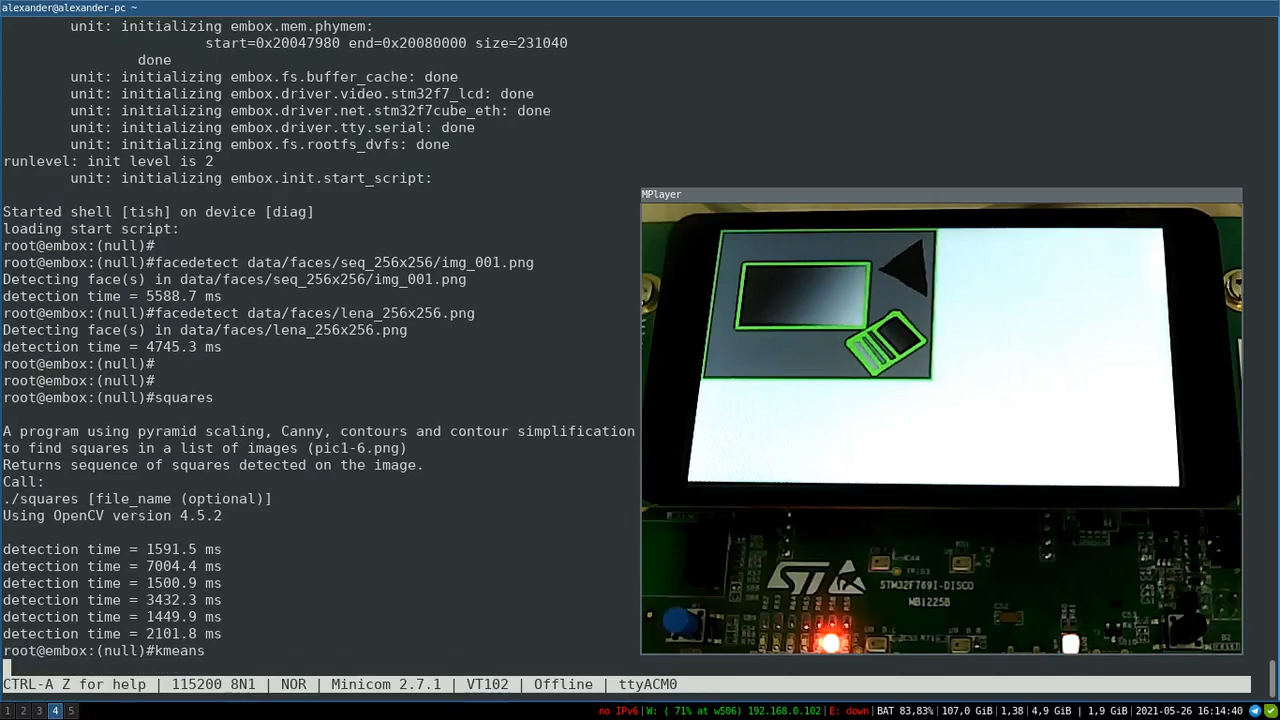 alexander@alexander-pc ~
unit: initializing embox.mem.phymem:
start=0x20047980 end=0x20080000 size=231040
done
unit: initializing embox.fs.buffer_cache: done
unit: initializing embox.driver.video.stm32f7_lcd: done
unit: initializing embox.driver.net.stm32f7cube_eth: done
unit: initializing embox.driver.tty.serial: done
unit: initializing embox.fs.rootfs_dvfs: done
runlevel: init level is 2
unit: initializing embox.init.start_script:
Started shell [tish] on device [diag]
loading start script:
root@embox:(null)#
root@embox:(null)#facedetect data/faces/seq_256x256/img_001.png
Detecting face(s) in data/faces/seq_256x256/img_001.png
detection time = 5588.7 ms
root@embox:(null)#facedetect data/faces/lena_256x256.png
Detecting face(s) in data/faces/lena_256x256.png
detection time = 4745.3 ms
root@embox:(null)#
root@embox:(null)#
root@embox:(null)#squares
A program using pyramid scaling, Canny, contours and contour simplification
to find squares in a list of images (pic1-6.png)
Returns sequence of squares detected on the image.
Call:
./squares [file_name (optional)]
Using OpenCV version 4.5.2
detection time = 1591.5 ms
detection time = 7004.4 ms
detection time = 1500.9 ms
detection time = 3432.3 ms
detection time = 1449.9 ms
detection time = 2101.8 ms
root@embox:(null)#kmeans
CTRL-A Z for help | 115200 8N1 | NOR | Minicom 2.7.1 | VT102 | Offline | ttyACM0
MPlayer
ST
STM32F769I-DISCO
MB1225B
1 2 3 4 5
no IPv6|W: ( 71% at w506) 192.168.0.102|E: down|BAT 83,83%|107,0 GiB|1,38|4,9 GiB|1,9 GiB|2021-05-26 16:14:40